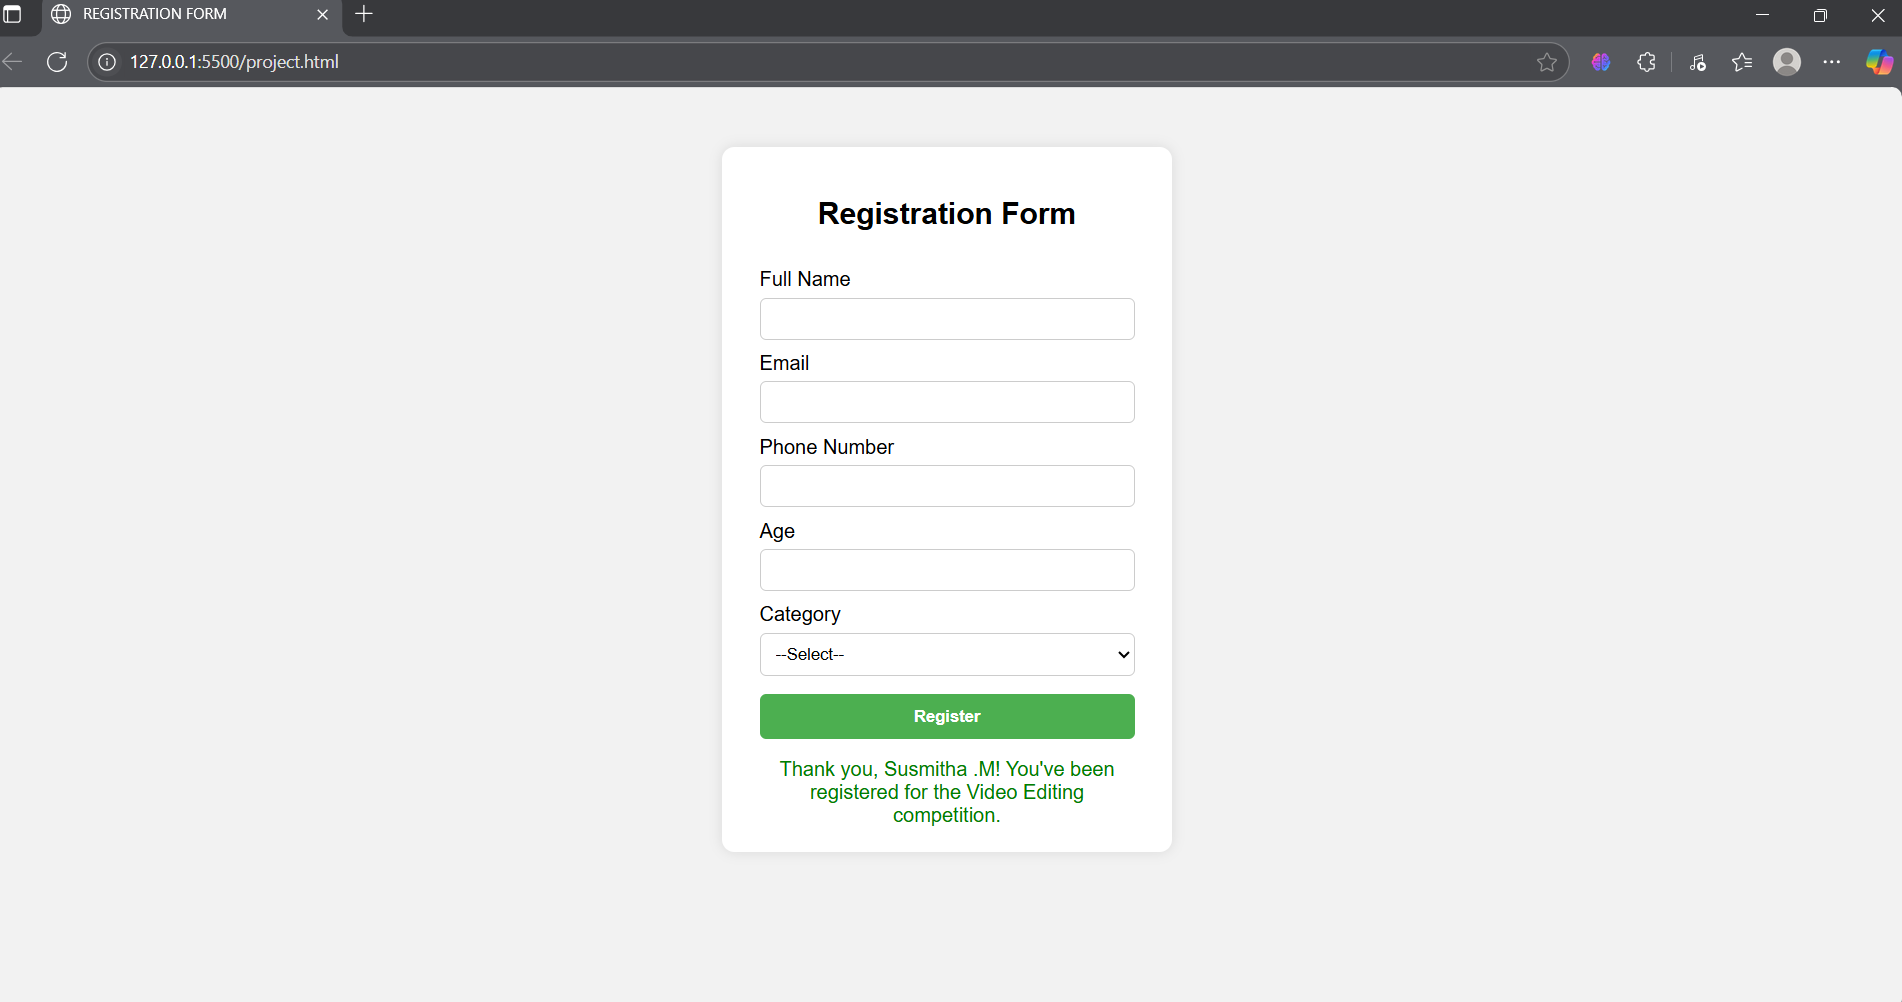 REGISTRATION FORM
127.0.0.1:5500/project.html
Registration Form
Full Name
Email
Phone Number
Age
Category
--Select--
Register
Thank you, Susmitha .M! You've been
registered for the Video Editing
competition.